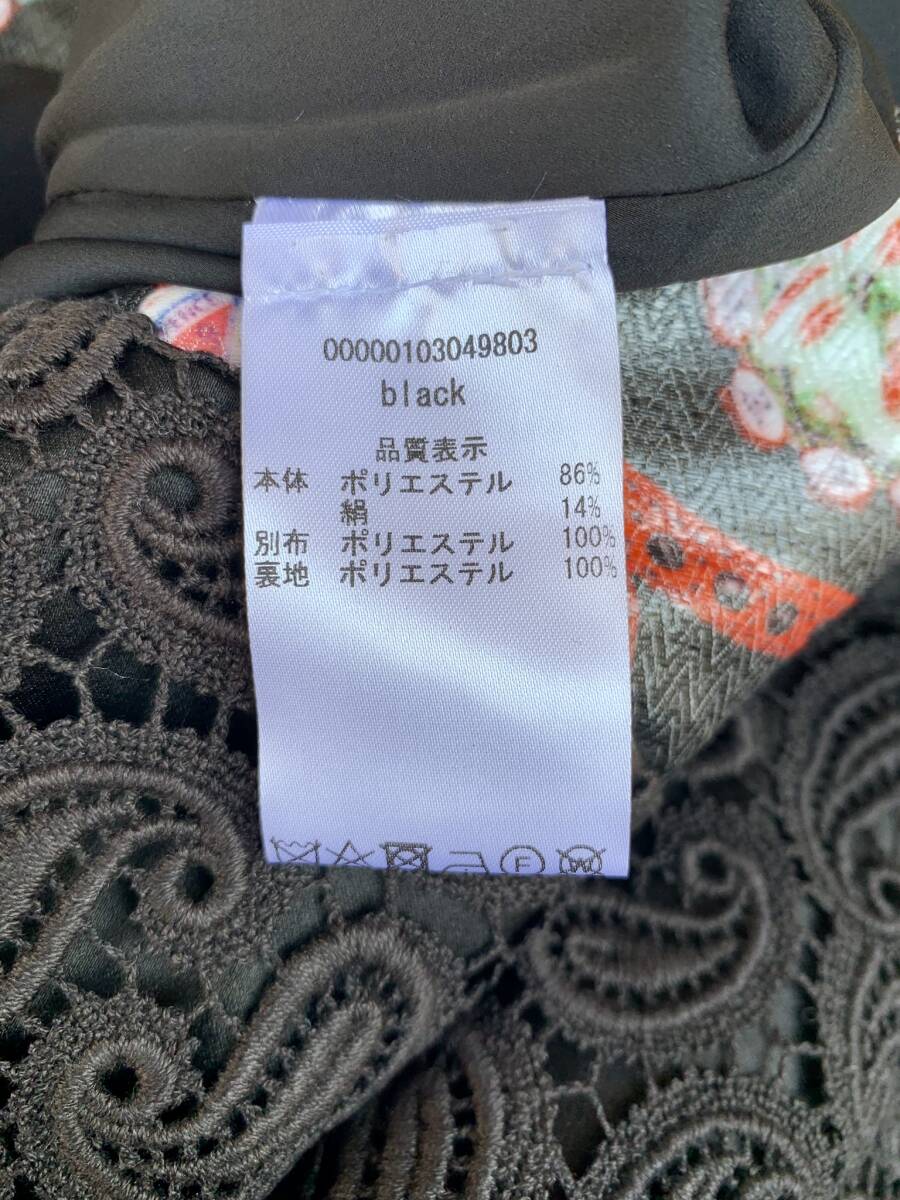 00000103049803
black
品質表示
本体 ポリエステル 86%
絹 14%
別布 ポリエステル 100%
裏地 ポリエステル 100%
F W